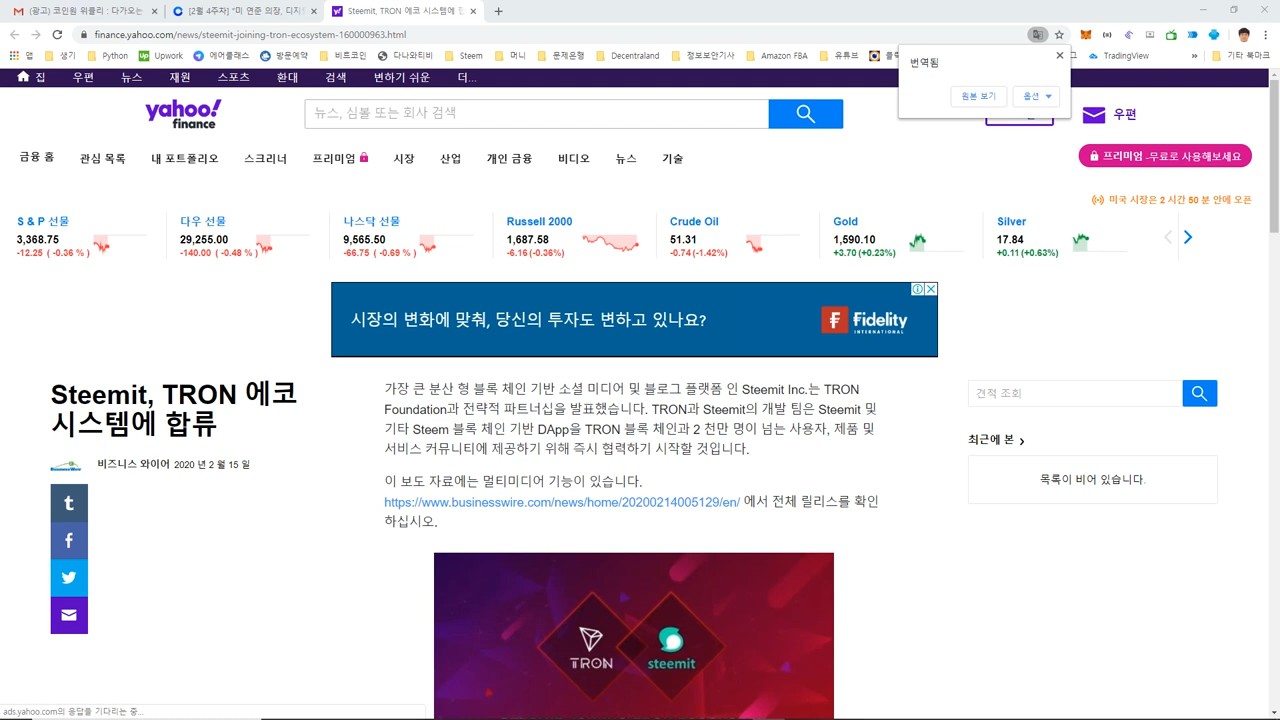 (광고) 코인원 위클리 : 다가오는
[2월 4주차] "미 연준 의장, 디지
Steemit, TRON 에코 시스템에 합
finance.yahoo.com/news/steemit-joining-tron-ecosystem-160000963.html
앱 생기 Python Upwork 에어클래스 방문예약 비트코인 다나와티비 Steem 머니 문제은행 Decentraland 정보보안기사 Amazon FBA 유튜브 TradingView » 기타 북마크
번역됨
원본 보기 옵션
집 우편 뉴스 재원 스포츠 환대 검색 변하기 쉬운 더...
yahoo! finance
뉴스, 심볼 또는 회사 검색
우편
금융 홈 관심 목록 내 포트폴리오 스크리너 프리미엄 시장 산업 개인 금융 비디오 뉴스 기술
프리미엄 -무료로 사용해보세요
미국 시장은 2 시간 50 분 안에 오픈
S & P 선물 다우 선물 나스닥 선물 Russell 2000 Crude Oil Gold Silver
3,368.75 29,255.00 9,565.50 1,687.58 51.31 1,590.10 17.84
-12.25 ( -0.36 % ) -140.00 ( -0.48 % ) -66.75 ( -0.69 % ) -6.16 (-0.36%) -0.74 (-1.42%) +3.70 (+0.23%) +0.11 (+0.63%)
시장의 변화에 맞춰, 당신의 투자도 변하고 있나요?
Fidelity
INTERNATIONAL
Steemit, TRON 에코
시스템에 합류
비즈니스 와이어 2020 년 2 월 15 일
가장 큰 분산 형 블록 체인 기반 소셜 미디어 및 블로그 플랫폼 인 Steemit Inc.는 TRON
Foundation과 전략적 파트너십을 발표했습니다. TRON과 Steemit의 개발 팀은 Steemit 및
기타 Steem 블록 체인 기반 DApp을 TRON 블록 체인과 2 천만 명이 넘는 사용자, 제품 및
서비스 커뮤니티에 제공하기 위해 즉시 협력하기 시작할 것입니다.
이 보도 자료에는 멀티미디어 기능이 있습니다.
https://www.businesswire.com/news/home/20200214005129/en/ 에서 전체 릴리스를 확인
하십시오.
견적 조회
최근에 본
목록이 비어 있습니다.
TRON steemit
ads.yahoo.com의 응답을 기다리는 중...